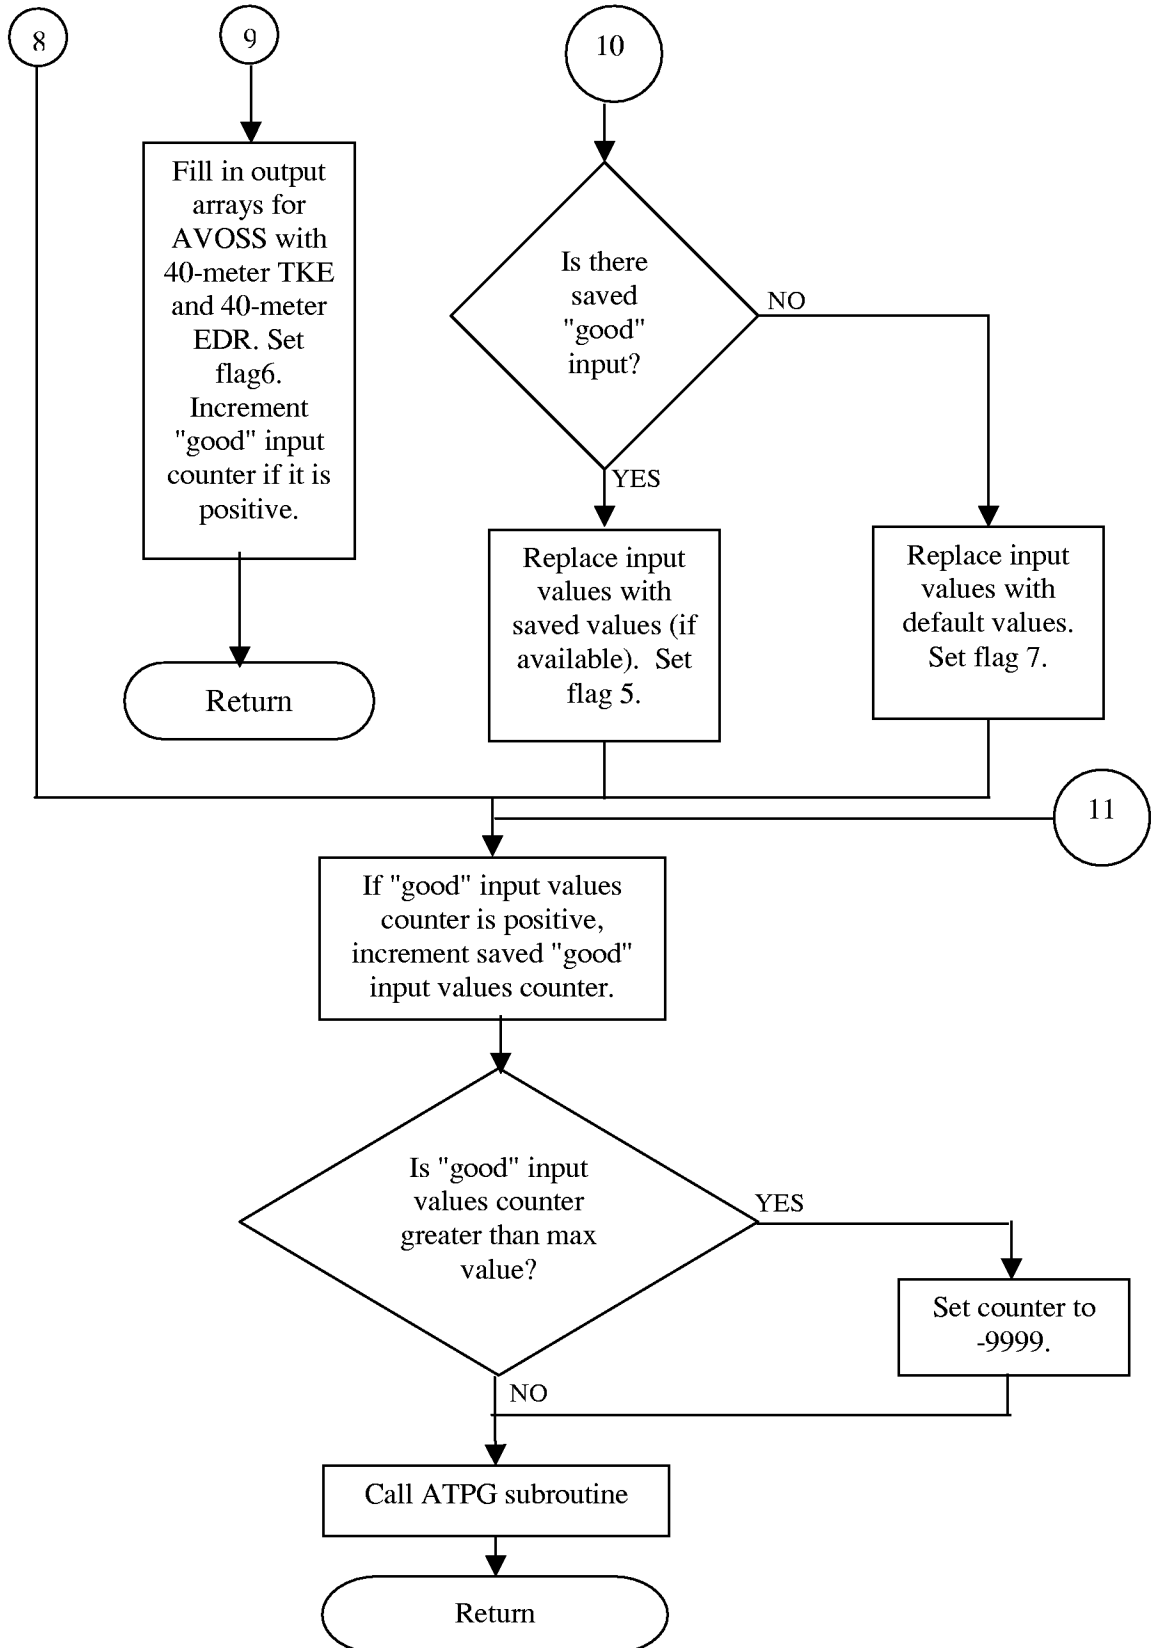 8
9
10
Fill in output
arrays for
AVOSS with
40-meter TKE
and 40-meter
EDR. Set
flag6.
Increment
"good" input
counter if it is
positive.
Return
Is there
saved
"good"
input?
NO
YES
Replace input
values with
saved values (if
available).  Set
flag 5.
Replace input
values with
default values.
Set flag 7.
11
If "good" input values
counter is positive,
increment saved "good"
input values counter.
Is "good" input
values counter
greater than max
value?
YES
Set counter to
-9999.
NO
Call ATPG subroutine
Return